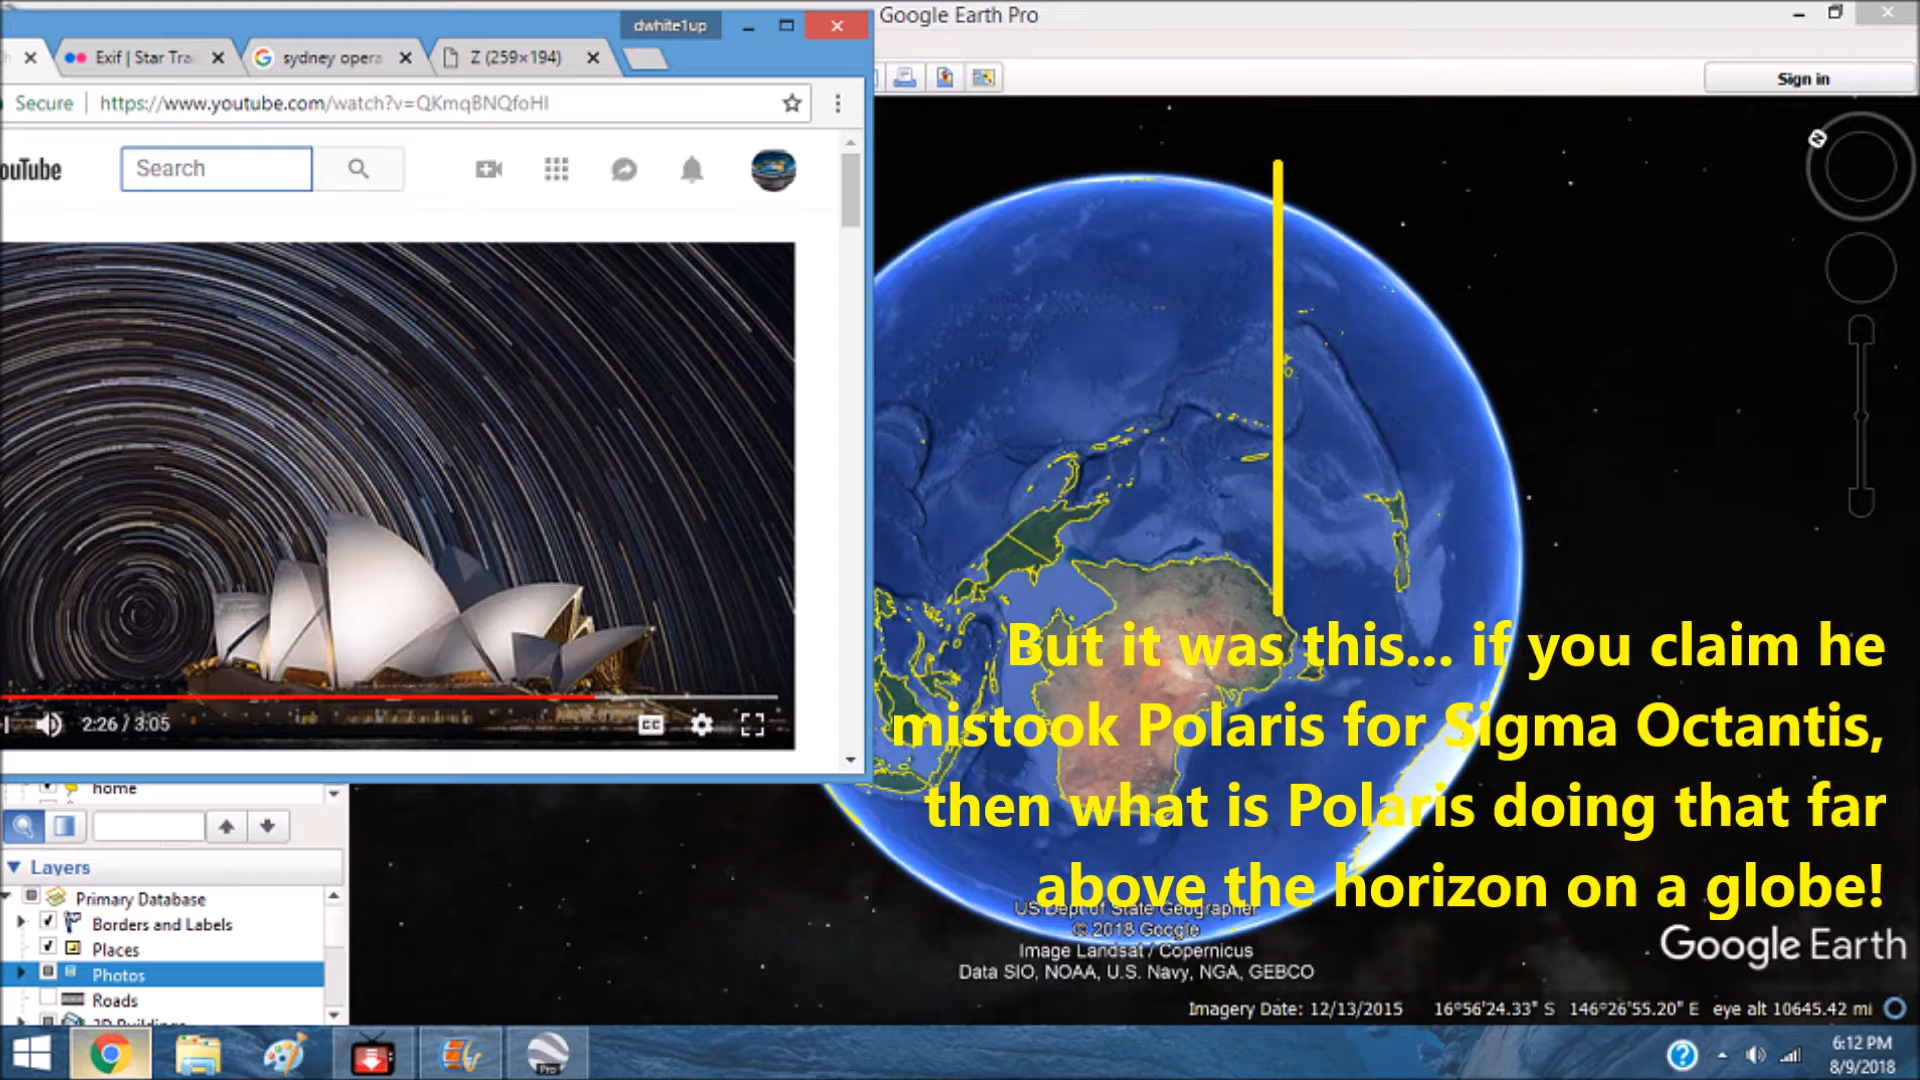 dwhite1up
Google Earth Pro
Exif | Star Tra
sydney opera
Z (259×194)
Sign in
Secure
https://www.youtube.com/watch?v=QKmqBNQfoHI
ouTube
Search
N
But it was this... if you claim he
mistook Polaris for Sigma Octantis,
then what is Polaris doing that far
above the horizon on a globe!
2:26 / 3:05
CC
home
Layers
Primary Database
Borders and Labels
Places
Photos
Roads
3D Buildings
US Dept of State Geographer
© 2018 Google
Image Landsat / Copernicus
Data SIO, NOAA, U.S. Navy, NGA, GEBCO
Google Earth
Imagery Date: 12/13/2015 16°56'24.33" S 146°26'55.20" E eye alt 10645.42 mi
Pro
6:12 PM
8/9/2018